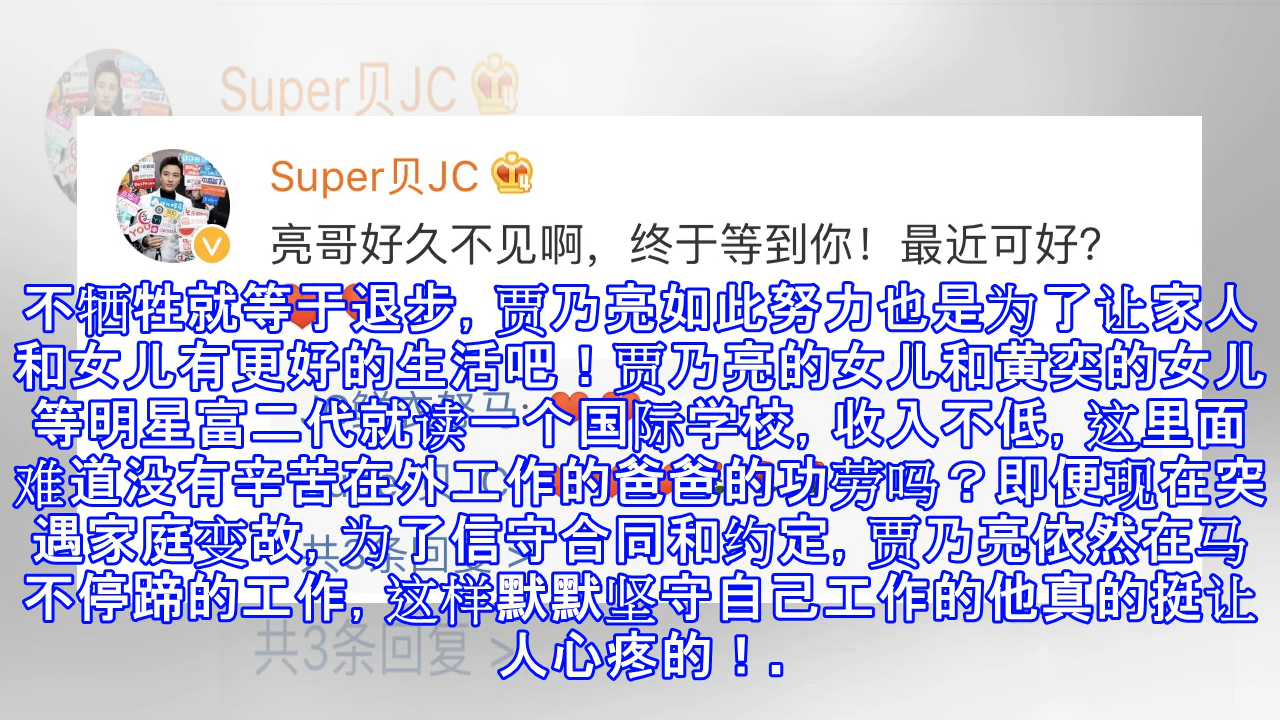 Super贝JC
Super贝JC
亮哥好久不见啊，终于等到你！最近可好?
不牺牲就等于退步, 贾乃亮如此努力也是为了让家人
和女儿有更好的生活吧！贾乃亮的女儿和黄奕的女儿
等明星富二代就读一个国际学校, 收入不低, 这里面
难道没有辛苦在外工作的爸爸的功劳吗？即便现在突
遇家庭变故, 为了信守合同和约定, 贾乃亮依然在马
不停蹄的工作, 这样默默坚守自己工作的他真的挺让
人心疼的！.
共3条回复 >
共3条回复 >